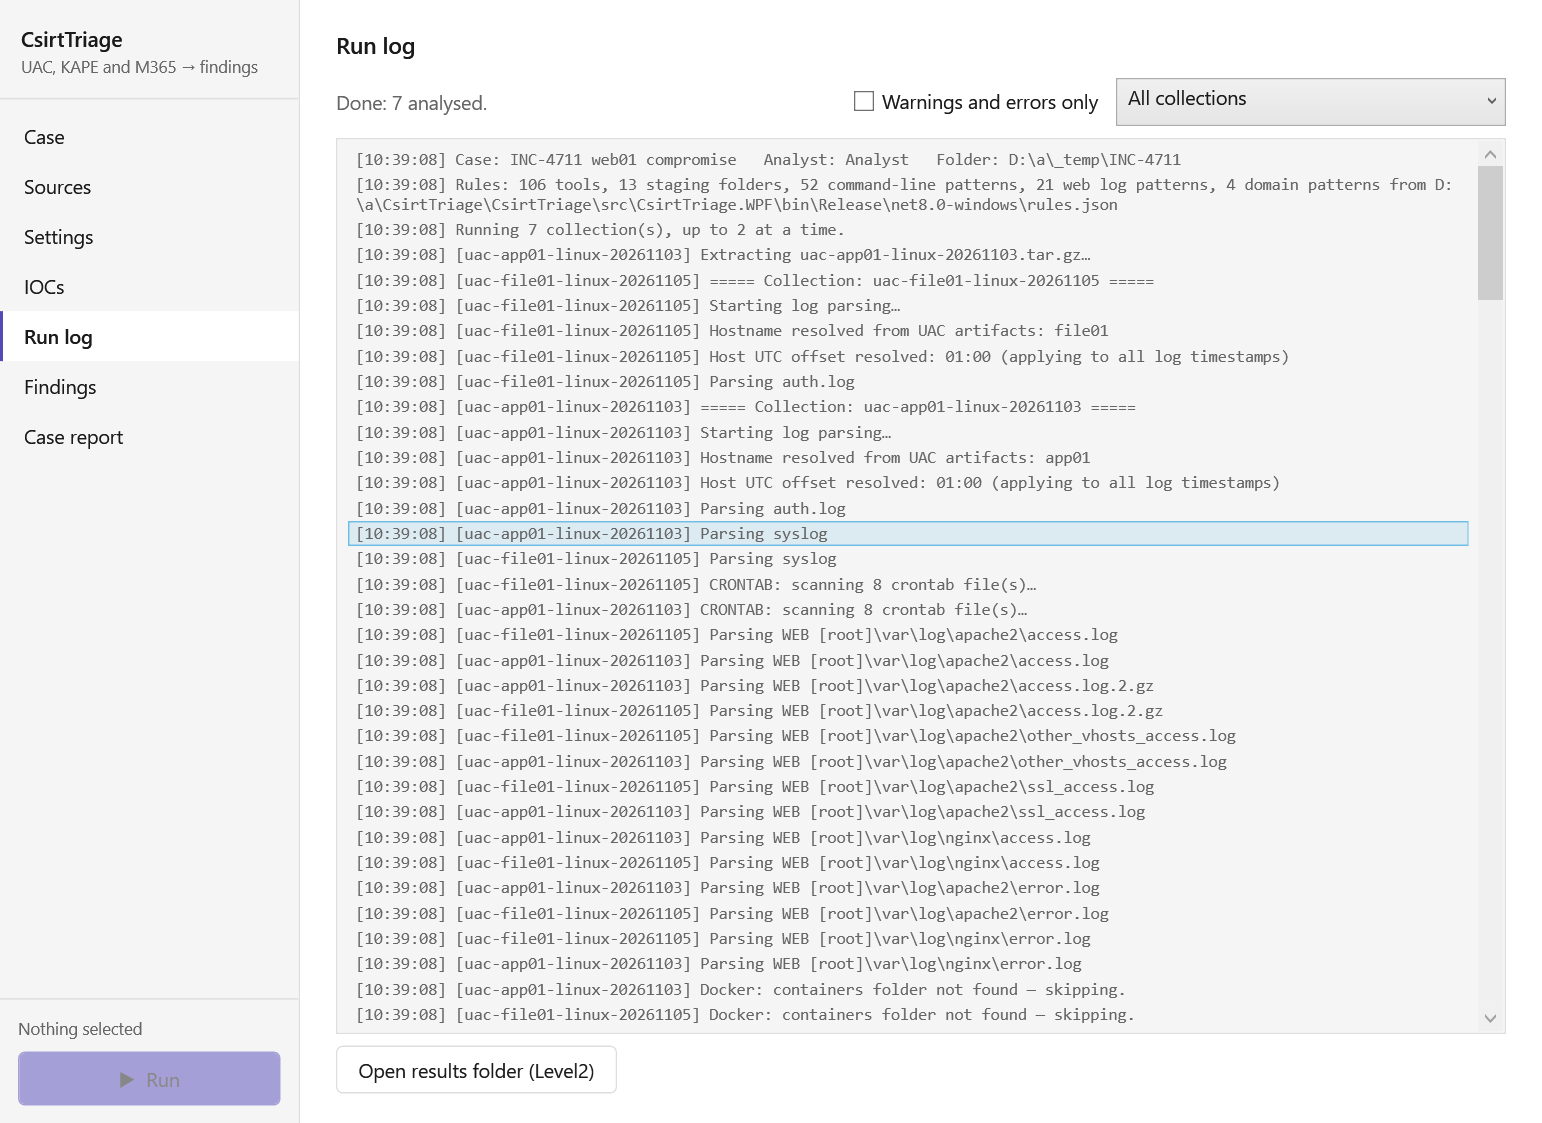 CsirtTriage
UAC, KAPE and M365 → findings
Case
Sources
Settings
IOCs
Run log
Findings
Case report
Nothing selected
Run
Run log
Done: 7 analysed.
Warnings and errors only
All collections
[10:39:08] Case: INC-4711 web01 compromise   Analyst: Analyst   Folder: D:\a\_temp\INC-4711
[10:39:08] Rules: 106 tools, 13 staging folders, 52 command-line patterns, 21 web log patterns, 4 domain patterns from D:
\a\CsirtTriage\CsirtTriage\src\CsirtTriage.WPF\bin\Release\net8.0-windows\rules.json
[10:39:08] Running 7 collection(s), up to 2 at a time.
[10:39:08] [uac-app01-linux-20261103] Extracting uac-app01-linux-20261103.tar.gz…
[10:39:08] [uac-file01-linux-20261105] ===== Collection: uac-file01-linux-20261105 =====
[10:39:08] [uac-file01-linux-20261105] Starting log parsing…
[10:39:08] [uac-file01-linux-20261105] Hostname resolved from UAC artifacts: file01
[10:39:08] [uac-file01-linux-20261105] Host UTC offset resolved: 01:00 (applying to all log timestamps)
[10:39:08] [uac-file01-linux-20261105] Parsing auth.log
[10:39:08] [uac-app01-linux-20261103] ===== Collection: uac-app01-linux-20261103 =====
[10:39:08] [uac-app01-linux-20261103] Starting log parsing…
[10:39:08] [uac-app01-linux-20261103] Hostname resolved from UAC artifacts: app01
[10:39:08] [uac-app01-linux-20261103] Host UTC offset resolved: 01:00 (applying to all log timestamps)
[10:39:08] [uac-app01-linux-20261103] Parsing auth.log
[10:39:08] [uac-app01-linux-20261103] Parsing syslog
[10:39:08] [uac-file01-linux-20261105] Parsing syslog
[10:39:08] [uac-file01-linux-20261105] CRONTAB: scanning 8 crontab file(s)…
[10:39:08] [uac-app01-linux-20261103] CRONTAB: scanning 8 crontab file(s)…
[10:39:08] [uac-file01-linux-20261105] Parsing WEB [root]\var\log\apache2\access.log
[10:39:08] [uac-app01-linux-20261103] Parsing WEB [root]\var\log\apache2\access.log
[10:39:08] [uac-app01-linux-20261103] Parsing WEB [root]\var\log\apache2\access.log.2.gz
[10:39:08] [uac-file01-linux-20261105] Parsing WEB [root]\var\log\apache2\access.log.2.gz
[10:39:08] [uac-file01-linux-20261105] Parsing WEB [root]\var\log\apache2\other_vhosts_access.log
[10:39:08] [uac-app01-linux-20261103] Parsing WEB [root]\var\log\apache2\other_vhosts_access.log
[10:39:08] [uac-file01-linux-20261105] Parsing WEB [root]\var\log\apache2\ssl_access.log
[10:39:08] [uac-app01-linux-20261103] Parsing WEB [root]\var\log\apache2\ssl_access.log
[10:39:08] [uac-app01-linux-20261103] Parsing WEB [root]\var\log\nginx\access.log
[10:39:08] [uac-file01-linux-20261105] Parsing WEB [root]\var\log\nginx\access.log
[10:39:08] [uac-app01-linux-20261103] Parsing WEB [root]\var\log\apache2\error.log
[10:39:08] [uac-file01-linux-20261105] Parsing WEB [root]\var\log\apache2\error.log
[10:39:08] [uac-file01-linux-20261105] Parsing WEB [root]\var\log\nginx\error.log
[10:39:08] [uac-app01-linux-20261103] Parsing WEB [root]\var\log\nginx\error.log
[10:39:08] [uac-app01-linux-20261103] Docker: containers folder not found — skipping.
[10:39:08] [uac-file01-linux-20261105] Docker: containers folder not found — skipping.
Open results folder (Level2)